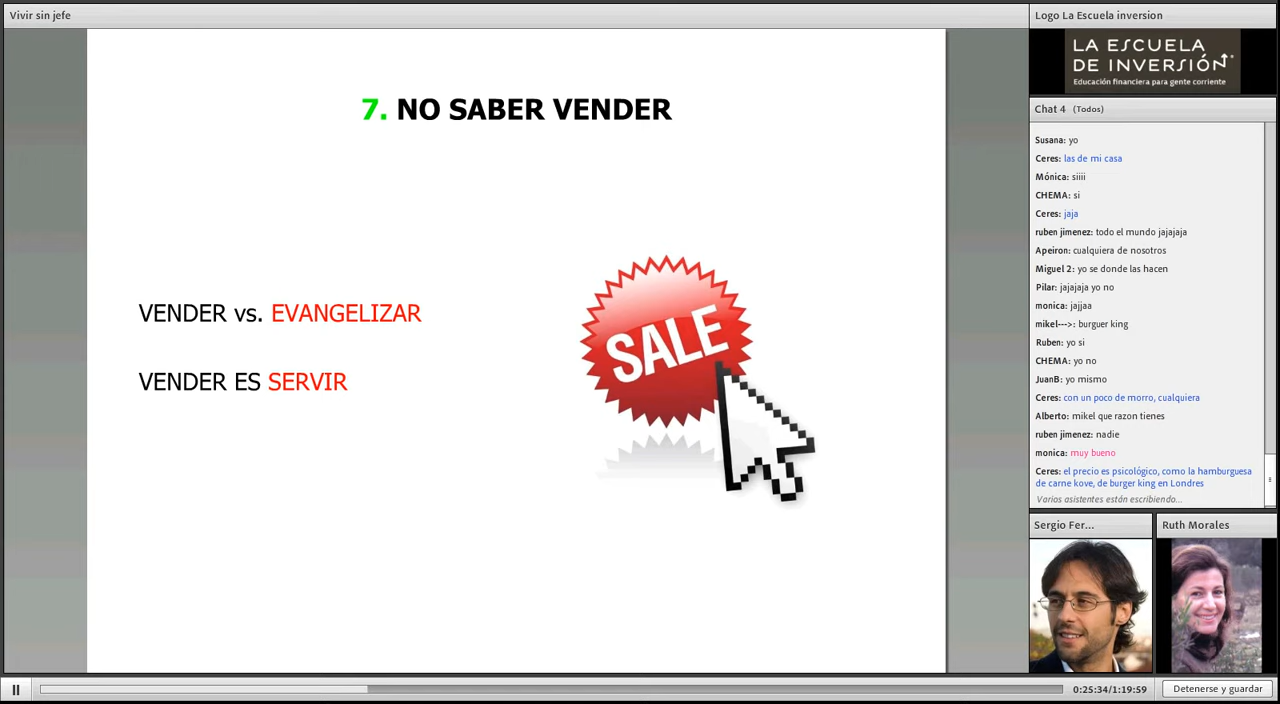 Vivir sin jefe
7. NO SABER VENDER
VENDER vs. EVANGELIZAR
VENDER ES SERVIR
SALE
Logo La Escuela inversion
LA ESCUELA
DE INVERSIÓN
Educación financiera para gente corriente
Chat 4 (Todos)
Susana: yo
Ceres: las de mi casa
Mónica: siiii
CHEMA: si
Ceres: jaja
ruben jimenez: todo el mundo jajajaja
Apeiron: cualquiera de nosotros
Miguel 2: yo se donde las hacen
Pilar: jajajaja yo no
monica: jajjaa
mikel--->: burguer king
Ruben: yo si
CHEMA: yo no
JuanB: yo mismo
Ceres: con un poco de morro, cualquiera
Alberto: mikel que razon tienes
ruben jimenez: nadie
monica: muy bueno
Ceres: el precio es psicológico, como la hamburguesa
de carne kove, de burger king en Londres
Varios asistentes están escribiendo...
Sergio Fer...
Ruth Morales
0:25:34/1:19:59
Detenerse y guardar